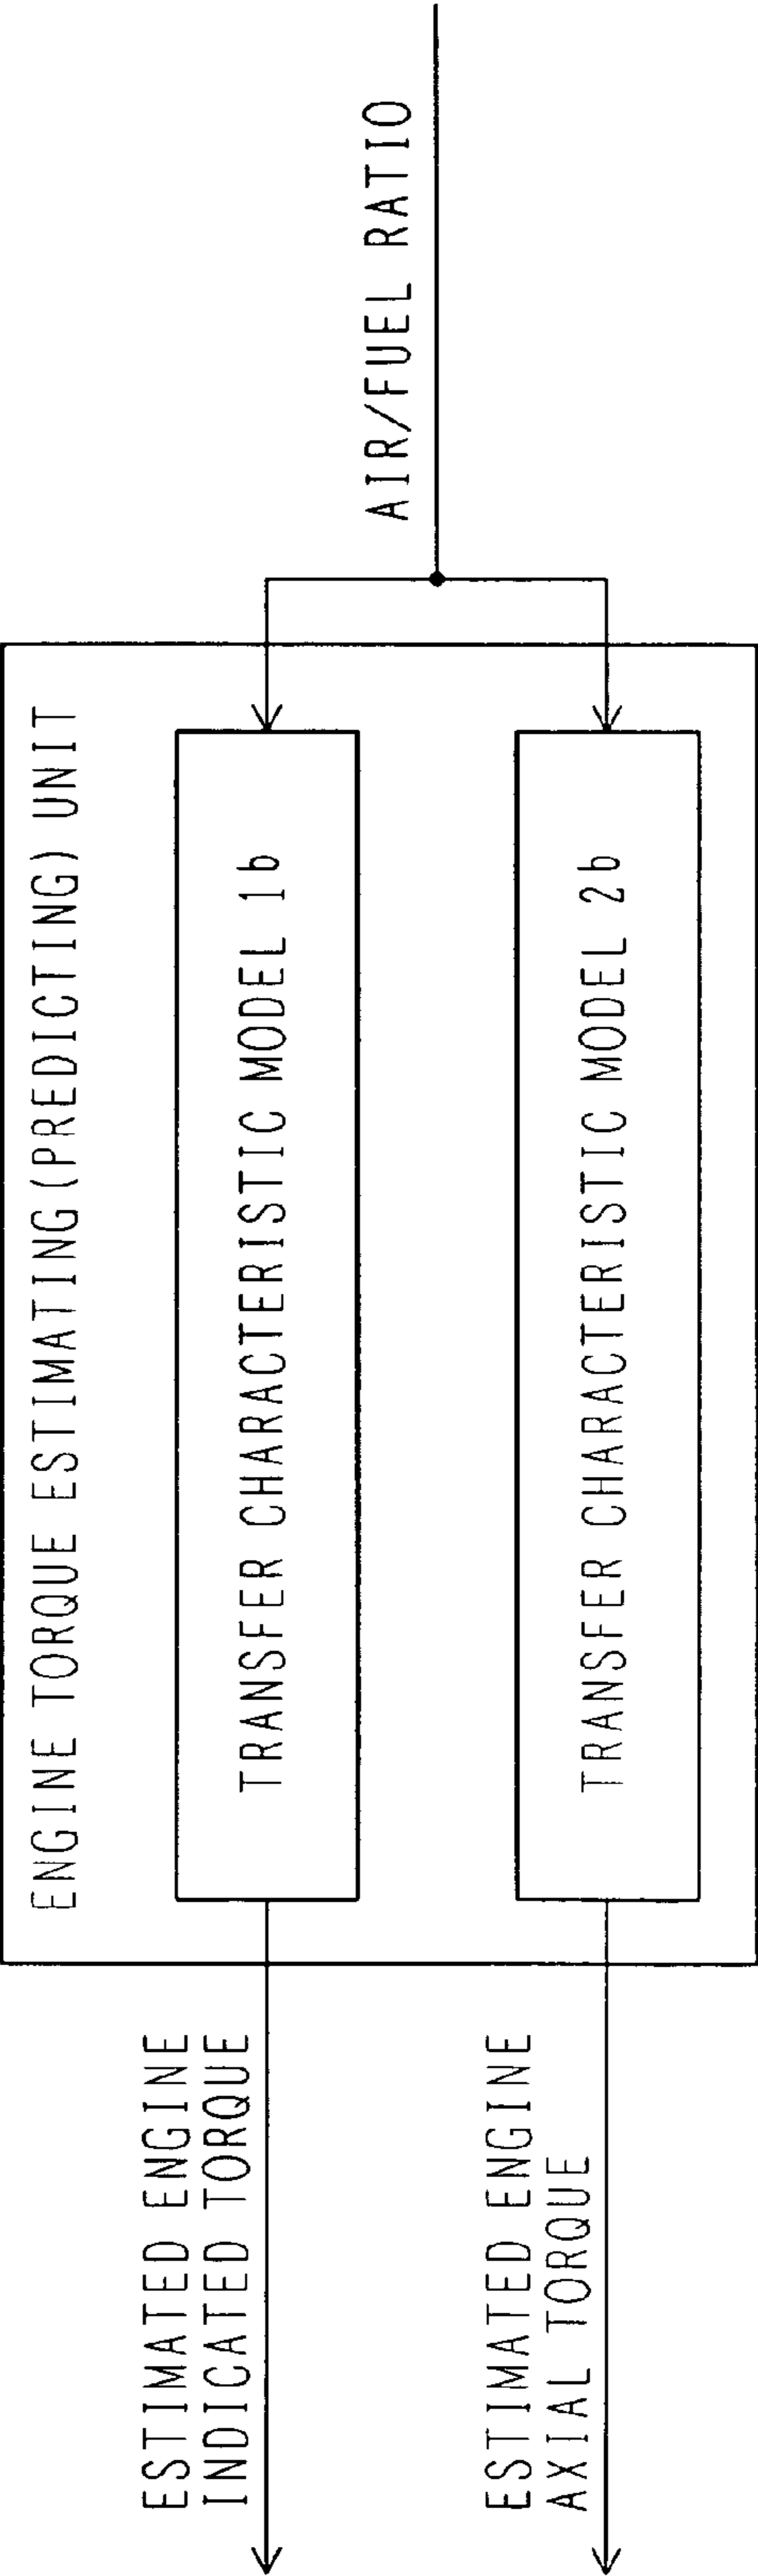 ENGINE TORQUE ESTIMATING(PREDICTING) UNIT
ESTIMATED ENGINE
INDICATED TORQUE
TRANSFER CHARACTERISTIC MODEL 1b
AIR/FUEL RATIO
ESTIMATED ENGINE
AXIAL TORQUE
TRANSFER CHARACTERISTIC MODEL 2b